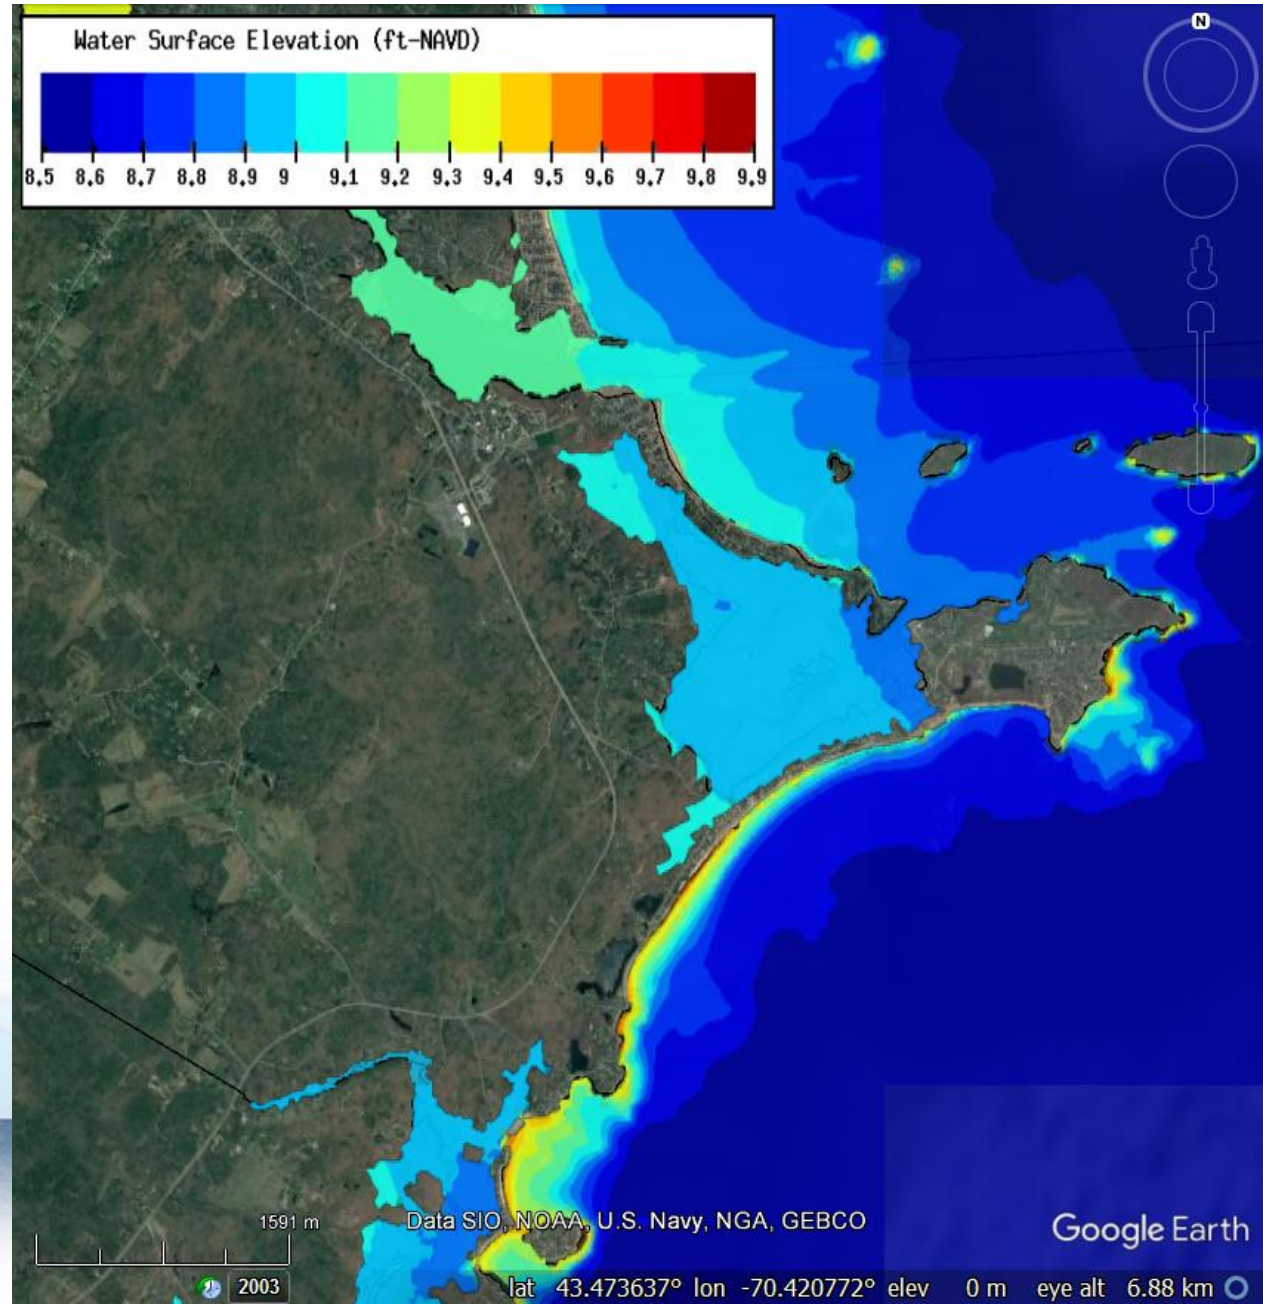 Water Surface Elevation (ft-NAVD)
8.5 8.6 8.7 8.8 8.9 9 9.1 9.2 9.3 9.4 9.5 9.6 9.7 9.8 9.9
N
1591 m
Data SIO, NOAA, U.S. Navy, NGA, GEBCO
Google Earth
2003
lat 43.473637° lon -70.420772° elev 0 m eye alt 6.88 km